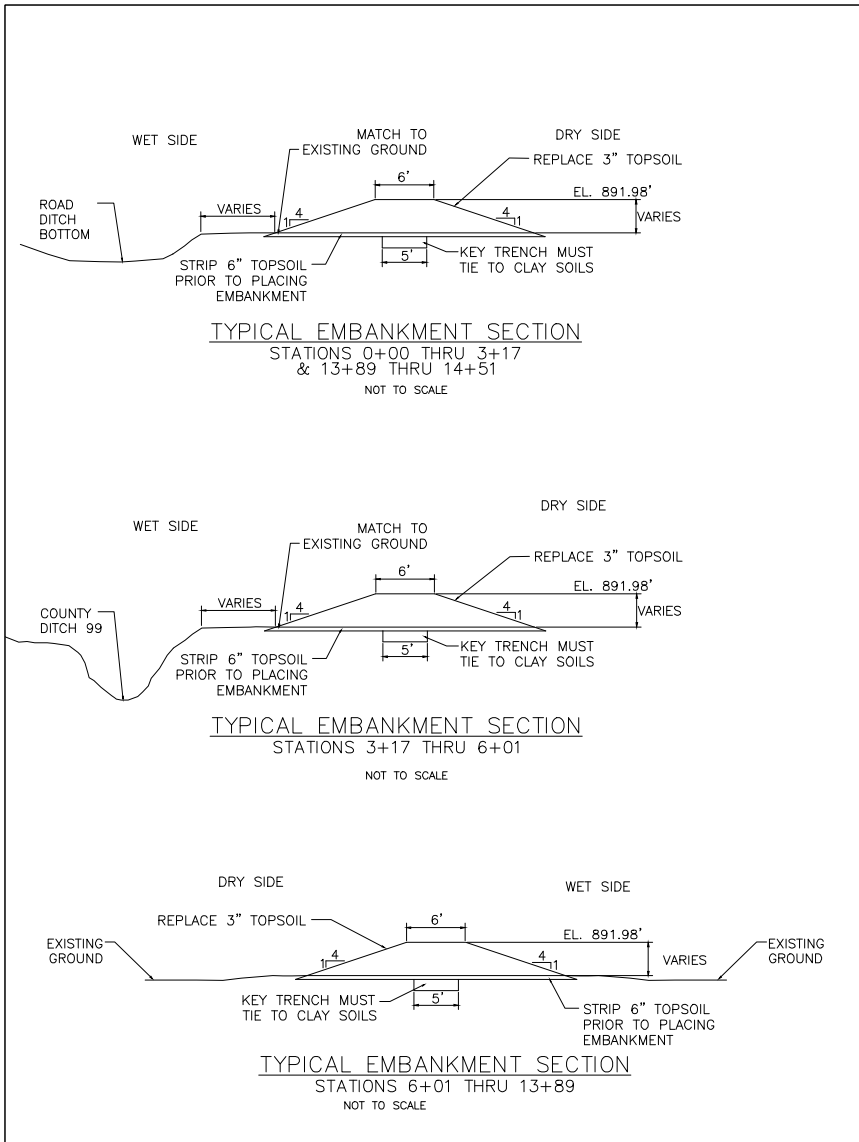 WET SIDE
MATCH TO
EXISTING GROUND
DRY SIDE
REPLACE 3" TOPSOIL
6'
EL. 891.98'
ROAD
DITCH
BOTTOM
VARIES
1
4
4
1
VARIES
STRIP 6" TOPSOIL
PRIOR TO PLACING
EMBANKMENT
5'
KEY TRENCH MUST
TIE TO CLAY SOILS
TYPICAL EMBANKMENT SECTION
STATIONS 0+00 THRU 3+17
& 13+89 THRU 14+51
NOT TO SCALE
WET SIDE
MATCH TO
EXISTING GROUND
DRY SIDE
REPLACE 3" TOPSOIL
6'
EL. 891.98'
COUNTY
DITCH 99
VARIES
1
4
4
1
VARIES
STRIP 6" TOPSOIL
PRIOR TO PLACING
EMBANKMENT
5'
KEY TRENCH MUST
TIE TO CLAY SOILS
TYPICAL EMBANKMENT SECTION
STATIONS 3+17 THRU 6+01
NOT TO SCALE
DRY SIDE
WET SIDE
REPLACE 3" TOPSOIL
6'
EL. 891.98'
EXISTING
GROUND
1
4
4
1
VARIES
EXISTING
GROUND
KEY TRENCH MUST
TIE TO CLAY SOILS
5'
STRIP 6" TOPSOIL
PRIOR TO PLACING
EMBANKMENT
TYPICAL EMBANKMENT SECTION
STATIONS 6+01 THRU 13+89
NOT TO SCALE